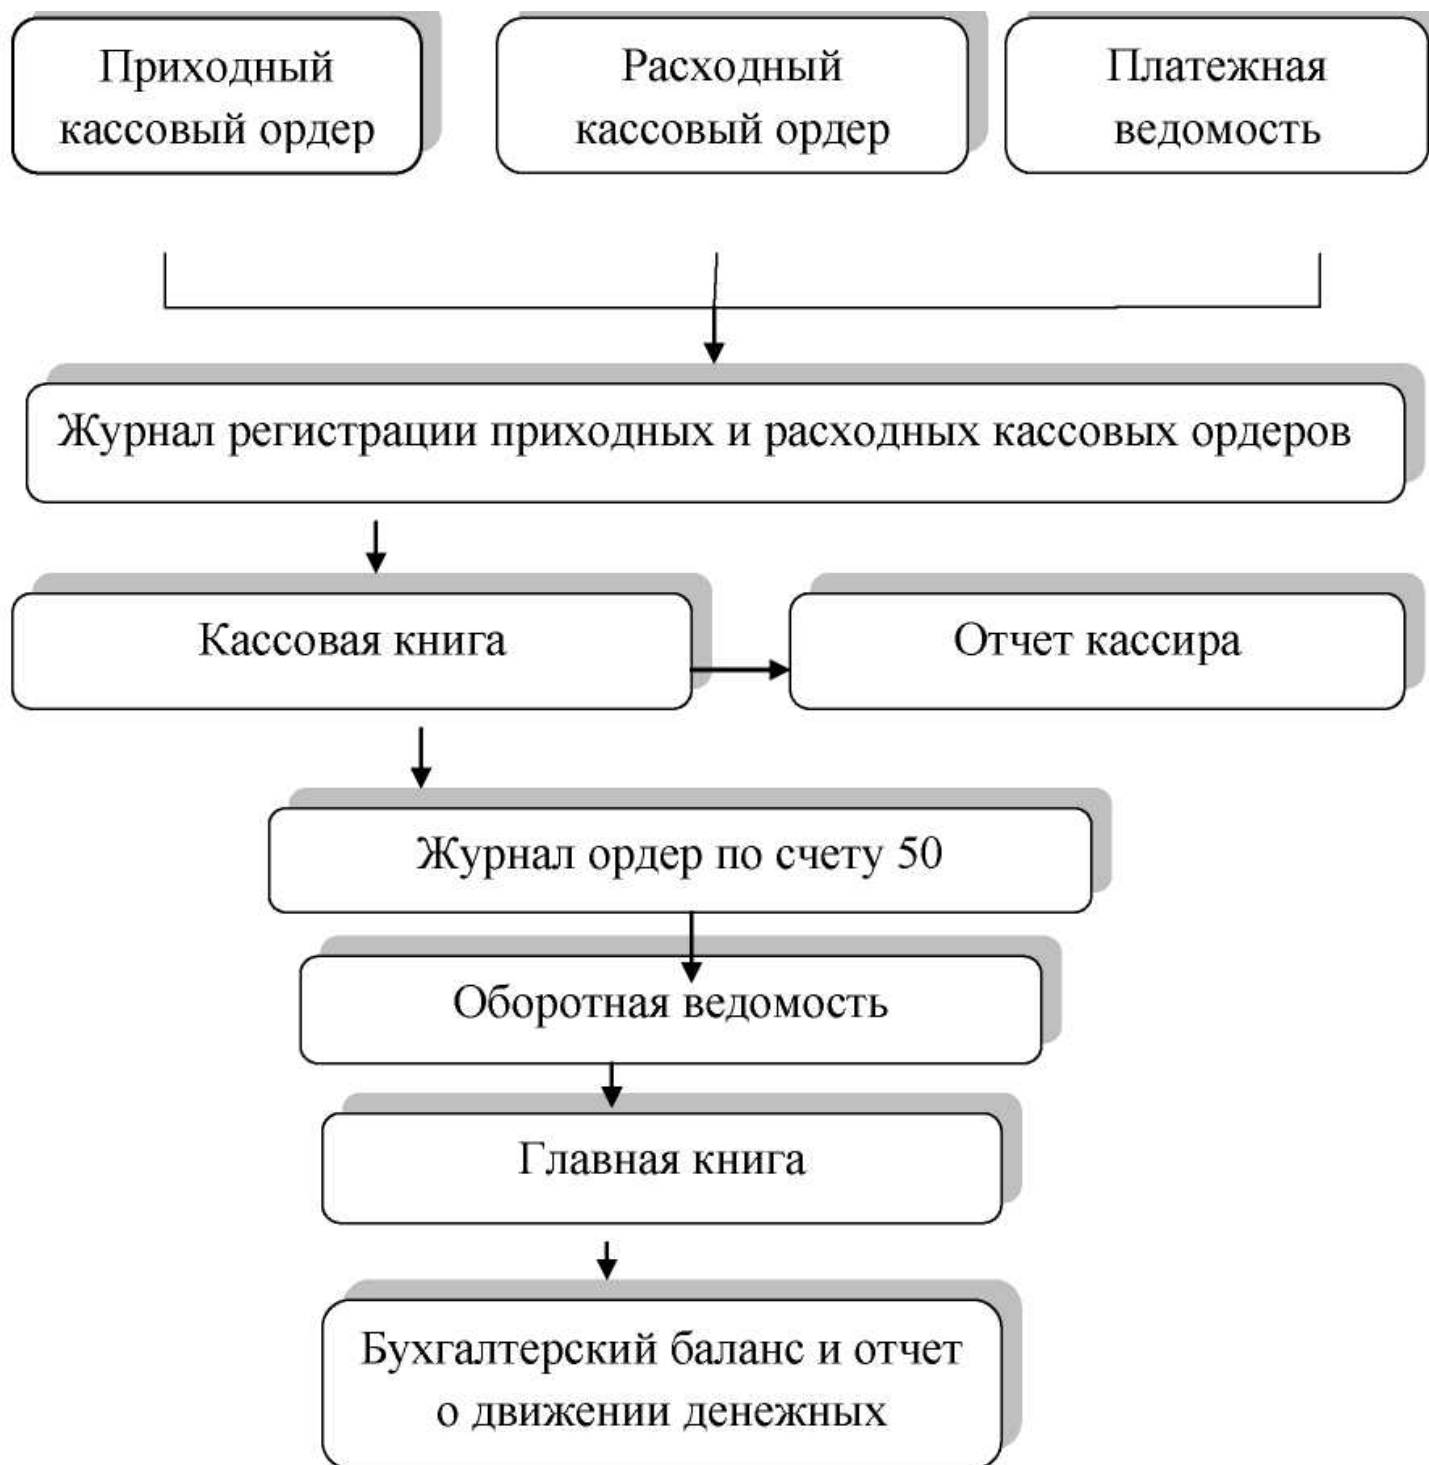 Приходный
кассовый ордер
Расходный
кассовый ордер
Платежная
ведомость
Журнал регистрации приходных и расходных кассовых ордеров
Кассовая книга
Отчет кассира
Журнал ордер по счету 50
Оборотная ведомость
Главная книга
Бухгалтерский баланс и отчет
о движении денежных